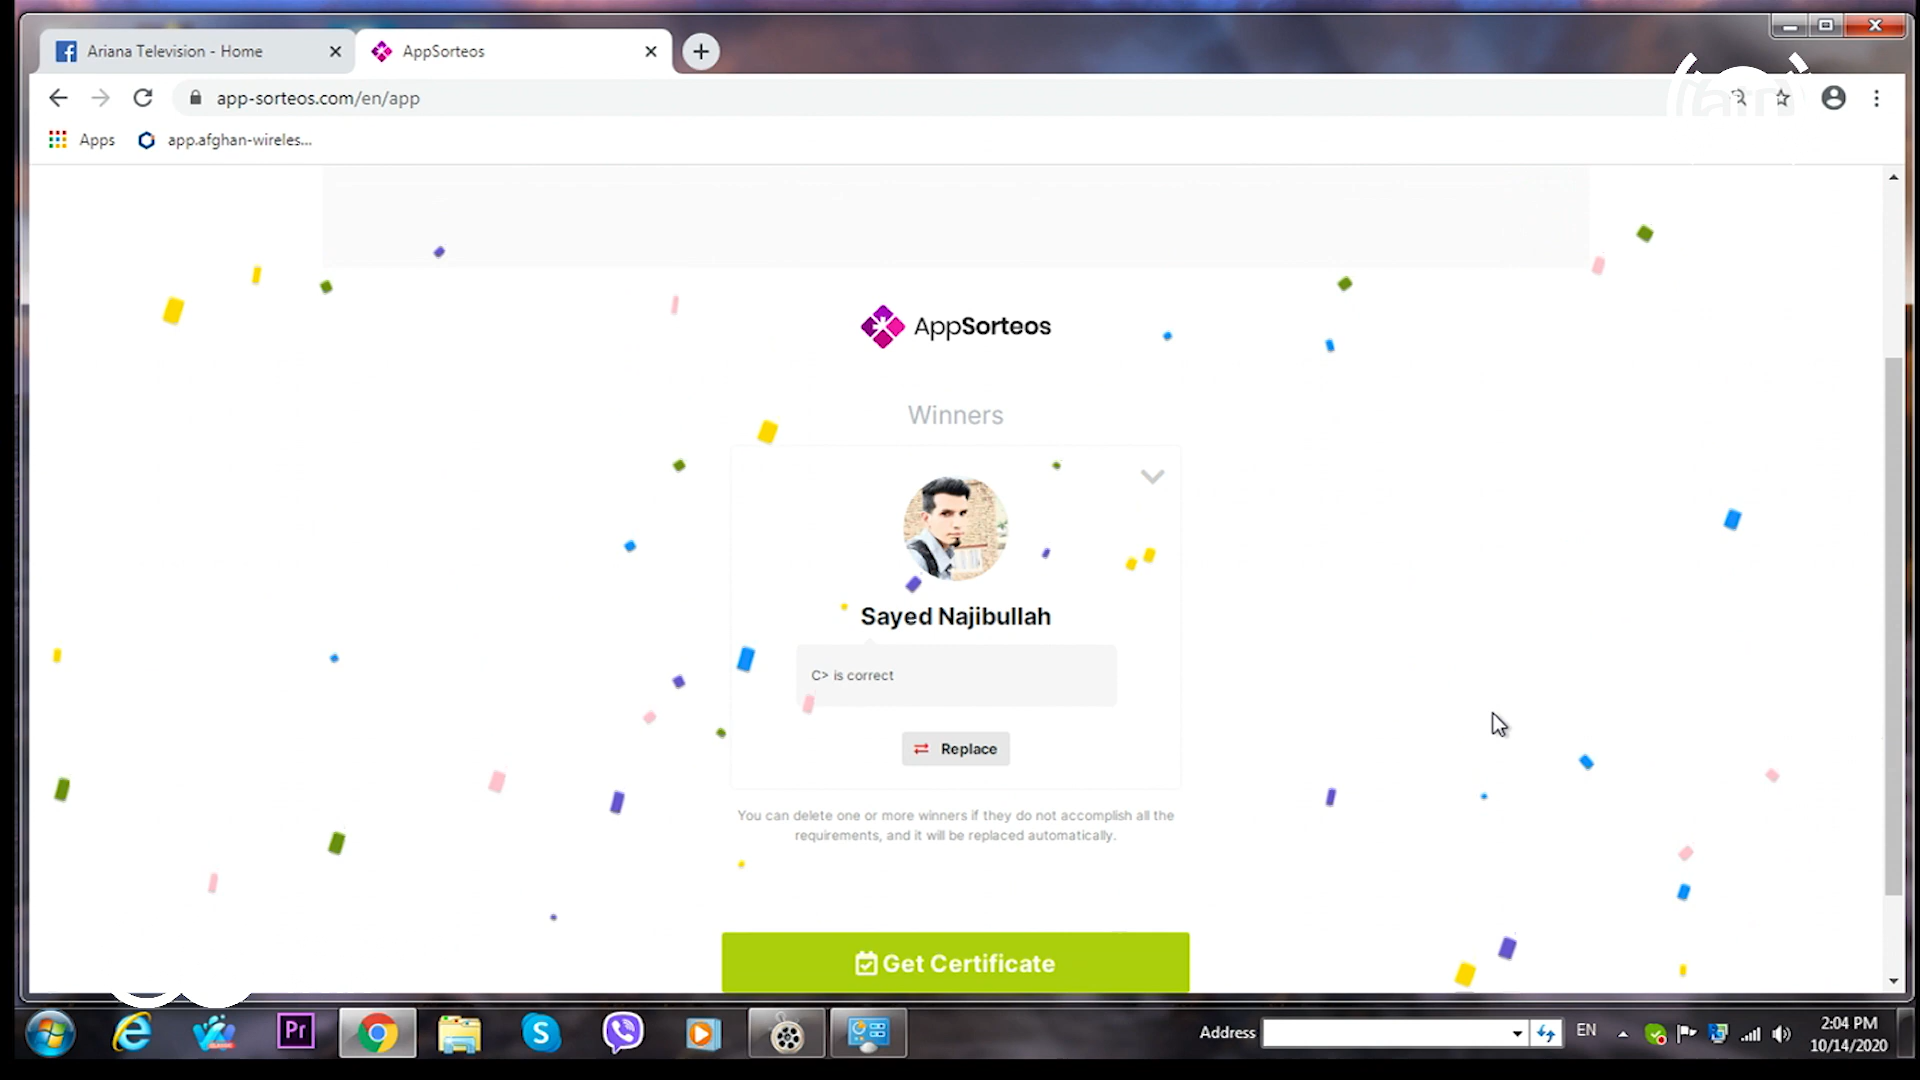 Ariana Television - Home
AppSorteos
app-sorteos.com/en/app
Apps
app.afghan-wireles...
AppSorteos
Winners
Sayed Najibullah
C> is correct
Replace
You can delete one or more winners if they do not accomplish all the
requirements, and it will be replaced automatically.
Get Certificate
Pr
Address
EN
2:04 PM
10/14/2020